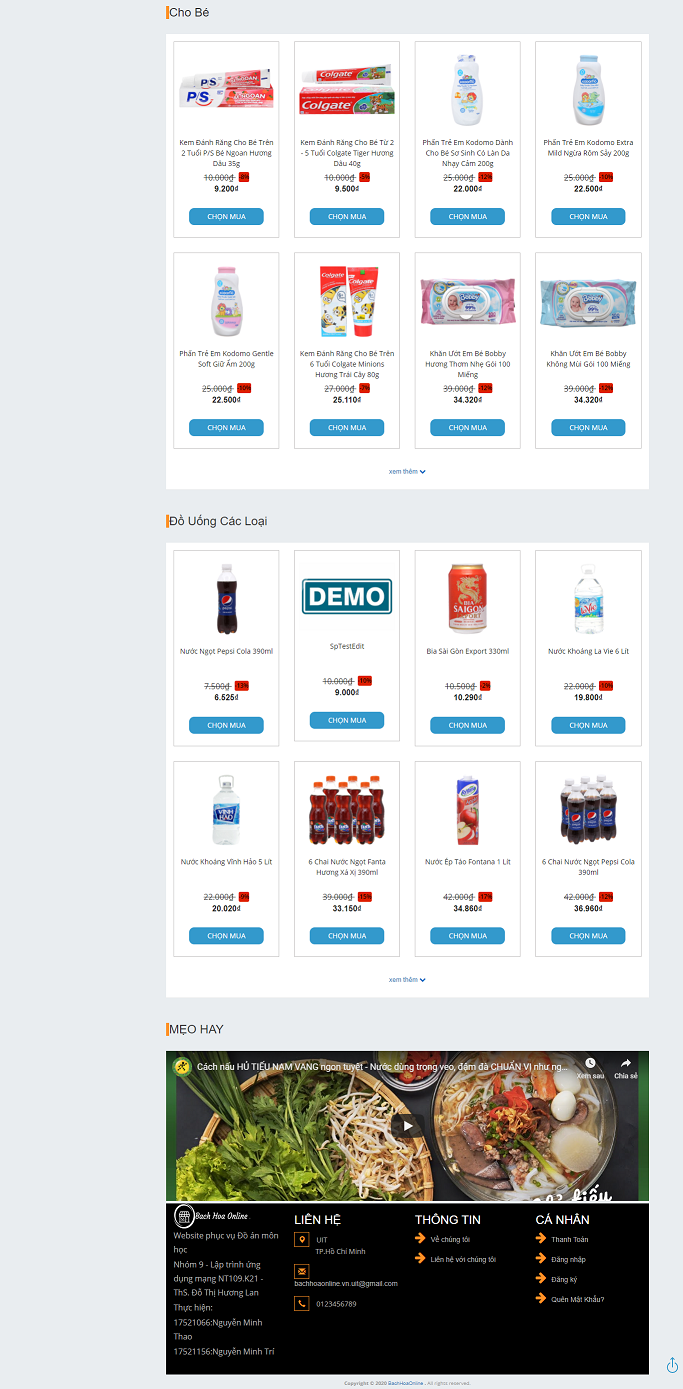 Cho Bé
Kem Đánh Răng Cho Bé Trên
2 Tuổi P/S Bé Ngoan Hương
Dâu 35g
10.000₫ -8%
9.200₫
CHỌN MUA
Kem Đánh Răng Cho Bé Từ 2
- 5 Tuổi Colgate Tiger Hương
Dâu 40g
10.000₫ -5%
9.500₫
CHỌN MUA
Phấn Trẻ Em Kodomo Dành
Cho Bé Sơ Sinh Có Làn Da
Nhạy Cảm 200g
25.000₫ -12%
22.000₫
CHỌN MUA
Phấn Trẻ Em Kodomo Extra
Mild Ngừa Rôm Sảy 200g
25.000₫ -10%
22.500₫
CHỌN MUA
Phấn Trẻ Em Kodomo Gentle
Soft Giữ Ẩm 200g
25.000₫ -10%
22.500₫
CHỌN MUA
Kem Đánh Răng Cho Bé Trên
6 Tuổi Colgate Minions
Hương Trái Cây 80g
27.000₫ -7%
25.110₫
CHỌN MUA
Khăn Ướt Em Bé Bobby
Hương Thơm Nhẹ Gói 100
Miếng
39.000₫ -12%
34.320₫
CHỌN MUA
Khăn Ướt Em Bé Bobby
Không Mùi Gói 100 Miếng
39.000₫ -12%
34.320₫
CHỌN MUA
xem thêm
Đồ Uống Các Loại
Nước Ngọt Pepsi Cola 390ml
7.500₫ -13%
6.525₫
CHỌN MUA
DEMO
SpTestEdit
10.000₫ -10%
9.000₫
CHỌN MUA
BIA
SAIGON
EXPORT
Bia Sài Gòn Export 330ml
10.500₫ -2%
10.290₫
CHỌN MUA
Nước Khoáng La Vie 6 Lít
22.000₫ -10%
19.800₫
CHỌN MUA
VĨNH
HẢO
Nước Khoáng Vĩnh Hảo 5 Lít
22.000₫ -9%
20.020₫
CHỌN MUA
6 Chai Nước Ngọt Fanta
Hương Xá Xị 390ml
39.000₫ -15%
33.150₫
CHỌN MUA
Nước Ép Táo Fontana 1 Lít
42.000₫ -17%
34.860₫
CHỌN MUA
6 Chai Nước Ngọt Pepsi Cola
390ml
42.000₫ -12%
36.960₫
CHỌN MUA
xem thêm
MẸO HAY
Cách nấu HỦ TIẾU NAM VANG ngon tuyệt - Nước dùng trong veo, đậm đà CHUẨN VỊ như ng...
Xem sau
Chia sẻ
Bach Hoa Online
Website phục vụ Đồ án môn
học
Nhóm 9 - Lập trình ứng
dụng mạng NT109.K21 -
ThS. Đỗ Thị Hương Lan
Thực hiện:
17521066:Nguyễn Minh
Thao
17521156:Nguyễn Minh Trí
LIÊN HỆ
UIT
TP.Hồ Chí Minh
bachhoaonline.vn.uit@gmail.com
0123456789
THÔNG TIN
Về chúng tôi
Liên hệ với chúng tôi
CÁ NHÂN
Thanh Toán
Đăng nhập
Đăng ký
Quên Mật Khẩu?
Copyright © 2020 BachHoaOnline . All rights reserved.